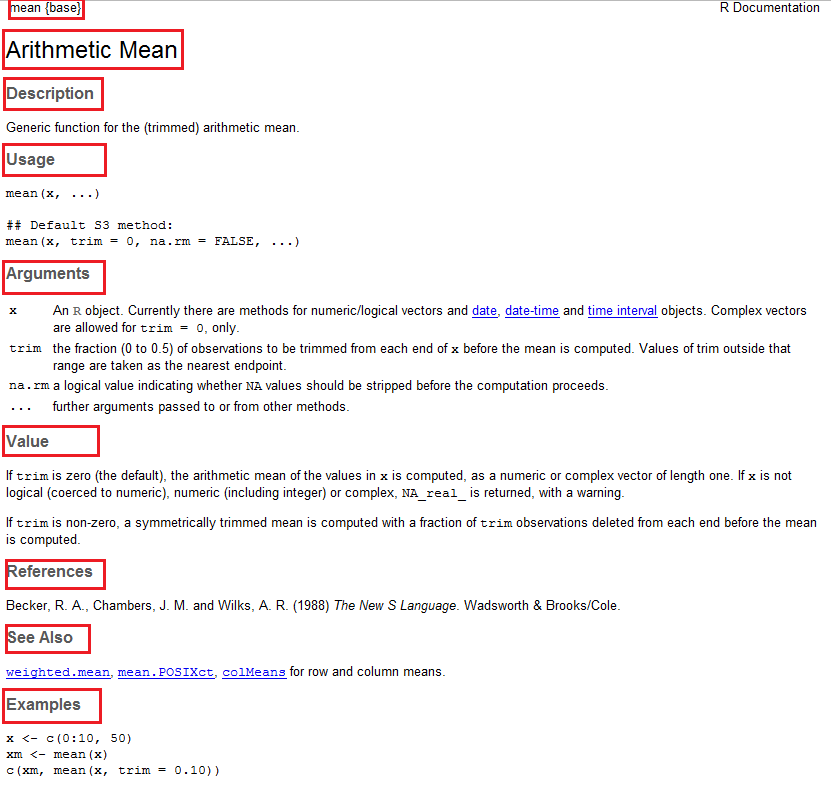 mean {base}	R Documentation
Arithmetic Mean
Description
Generic function for the (trimmed) arithmetic mean.
Usage
mean(x, ...)
## Default S3 method:
mean(x, trim = 0, na.rm = FALSE, ...)
Arguments
x	An R object. Currently there are methods for numeric/logical vectors and date, date-time and time interval objects. Complex vectors
are allowed for trim = 0, only.
trim	the fraction (0 to 0.5) of observations to be trimmed from each end of x before the mean is computed. Values of trim outside that
range are taken as the nearest endpoint.
na.rm	a logical value indicating whether NA values should be stripped before the computation proceeds.
...	further arguments passed to or from other methods.
Value
If trim is zero (the default), the arithmetic mean of the values in x is computed, as a numeric or complex vector of length one. If x is not
logical (coerced to numeric), numeric (including integer) or complex, NA_real_ is returned, with a warning.
If trim is non-zero, a symmetrically trimmed mean is computed with a fraction of trim observations deleted from each end before the mean
is computed.
References
Becker, R. A., Chambers, J. M. and Wilks, A. R. (1988) The New S Language. Wadsworth & Brooks/Cole.
See Also
weighted.mean, mean.POSIXct, colMeans for row and column means.
Examples
x <- c(0:10, 50)
xm <- mean(x)
c(xm, mean(x, trim = 0.10))